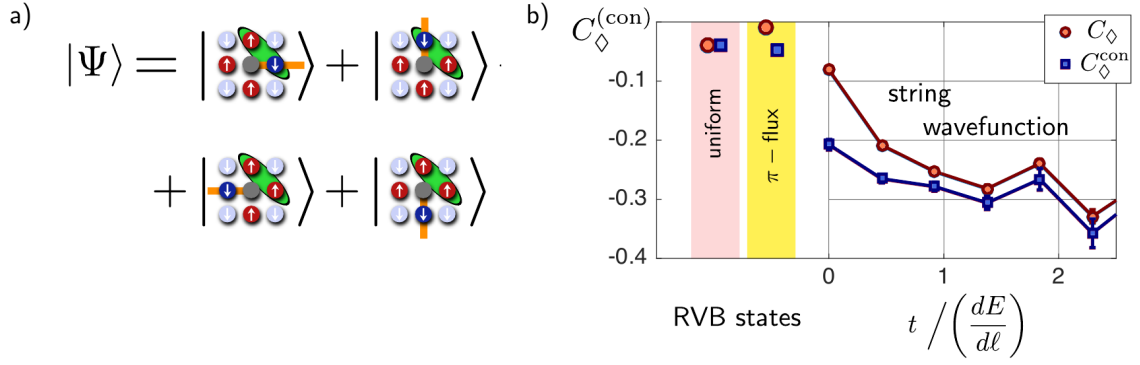 a)
|Ψ⟩ = | ↓ ↑ ↓ ↑ ↓ ↓ ↑ ↓ ⟩ + | ↓ ↓ ↓ ↑ ↑ ↓ ↑ ↓ ⟩ ·
+ | ↓ ↑ ↓ ↓ ↑ ↓ ↑ ↓ ⟩ + | ↓ ↑ ↓ ↑ ↑ ↓ ↓ ↓ ⟩
b)
C◊^(con)
-0.1
-0.2
-0.3
-0.4
uniform
π − flux
string
wavefunction
C◊
C◊^con
0
1
2
RVB states
t / (dE/dℓ)